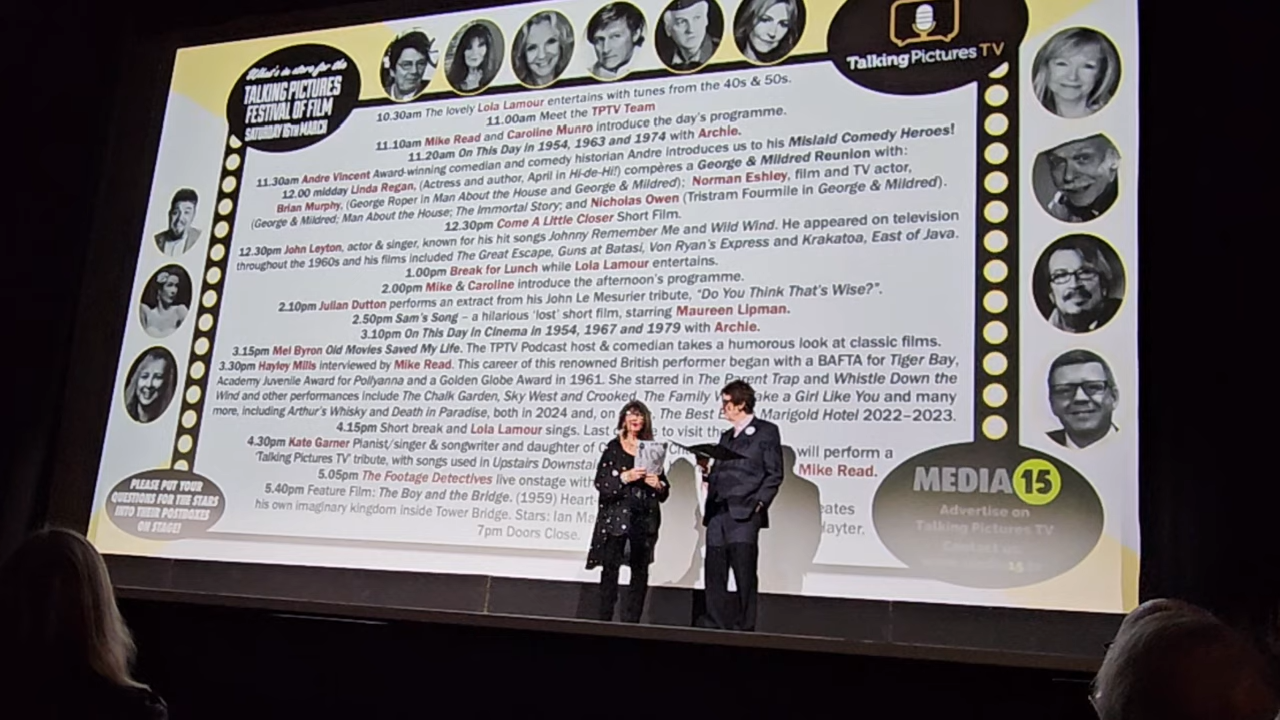 What's in store for the
TALKING PICTURES
FESTIVAL OF FILM
SATURDAY 16TH MARCH
Talking Pictures TV
10.30am The lovely Lola Lamour entertains with tunes from the 40s & 50s.
11.00am Meet the TPTV Team
11.10am Mike Read and Caroline Munro introduce the day's programme.
11.20am On This Day in 1954, 1963 and 1974 with Archie.
11.30am Andre Vincent Award-winning comedian and comedy historian Andre introduces us to his Mislaid Comedy Heroes!
12.00 midday Linda Regan, (Actress and author, April in Hi-de-Hi!) compères a George & Mildred Reunion with:
Brian Murphy, (George Roper in Man About the House and George & Mildred); Norman Eshley, film and TV actor,
(George & Mildred; Man About the House; The Immortal Story; and Nicholas Owen (Tristram Fourmile in George & Mildred).
12.30pm Come A Little Closer Short Film.
12.30pm John Leyton, actor & singer, known for his hit songs Johnny Remember Me and Wild Wind. He appeared on television
throughout the 1960s and his films included The Great Escape, Guns at Batasi, Von Ryan's Express and Krakatoa, East of Java.
1.00pm Break for Lunch while Lola Lamour entertains.
2.00pm Mike & Caroline introduce the afternoon's programme.
2.10pm Julian Dutton performs an extract from his John Le Mesurier tribute, "Do You Think That's Wise?".
2.50pm Sam's Song – a hilarious 'lost' short film, starring Maureen Lipman.
3.10pm On This Day In Cinema in 1954, 1967 and 1979 with Archie.
3.15pm Mel Byron Old Movies Saved My Life. The TPTV Podcast host & comedian takes a humorous look at classic films.
3.30pm Hayley Mills interviewed by Mike Read. This career of this renowned British performer began with a BAFTA for Tiger Bay,
Academy Juvenile Award for Pollyanna and a Golden Globe Award in 1961. She starred in The Parent Trap and Whistle Down the
Wind and other performances include The Chalk Garden, Sky West and Crooked, The Family Take a Girl Like You and many
more, including Arthur's Whisky and Death in Paradise, both in 2024 and, on The Best Marigold Hotel 2022–2023.
4.15pm Short break and Lola Lamour sings. Last to visit the
4.30pm Kate Garner Pianist/singer & songwriter and daughter of will perform a
'Talking Pictures TV' tribute, with songs used in Upstairs Mike Read.
5.05pm The Footage Detectives live onstage with
5.40pm Feature Film: The Boy and the Bridge. (1959)
his own imaginary kingdom inside Tower Bridge. Stars: Ian
7pm Doors Close.
PLEASE PUT YOUR
QUESTIONS FOR THE STARS
INTO THEIR POSTBOXES
ON STAGE!
MEDIA 15
Advertise on
Talking Pictures TV